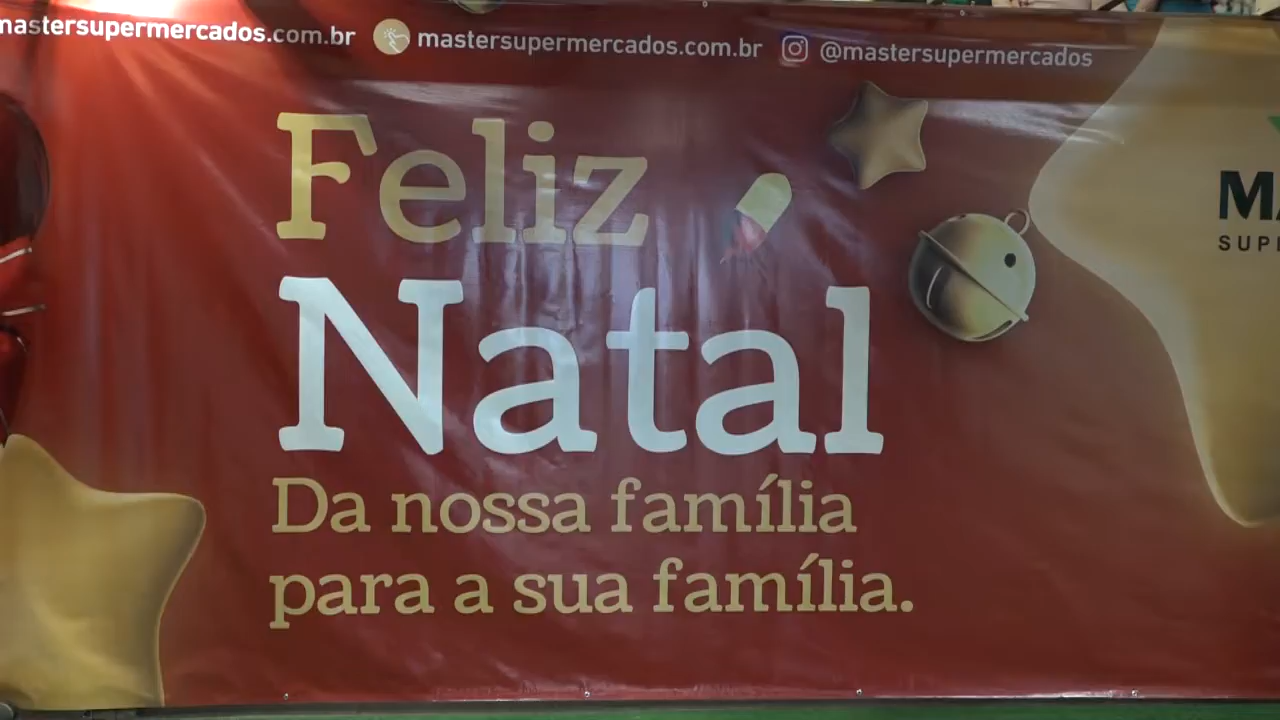 mastersupermercados.com.br mastersupermercados.com.br @mastersupermercados
Feliz
Natal
Da nossa família
para a sua família.